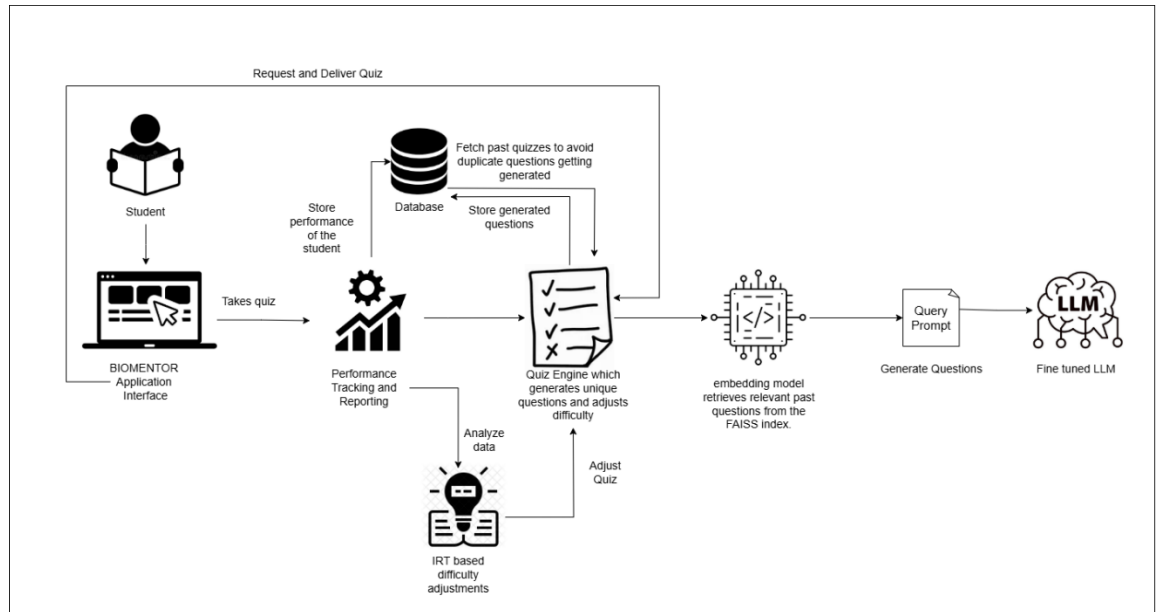 Request and Deliver Quiz
Student
BIOMENTOR
Application
Interface
Takes quiz
Store
performance
of the
student
Database
Fetch past quizzes to avoid
duplicate questions getting
generated
Store generated
questions
Performance
Tracking and
Reporting
Analyze
data
IRT based
difficulty
adjustments
Adjust
Quiz
Quiz Engine which
generates unique
questions and adjusts
difficulty
</>
embedding model
retrieves relevant past
questions from the
FAISS index.
Query
Prompt
Generate Questions
LLM
Fine tuned LLM